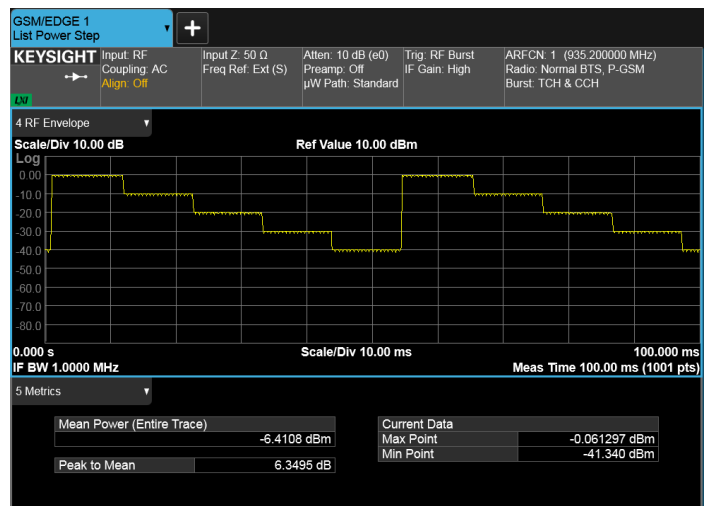 GSM/EDGE 1
List Power Step
KEYSIGHT
Input: RF
Coupling: AC
Align: Off
Input Z: 50 Ω
Freq Ref: Ext (S)
Atten: 10 dB (e0)
Preamp: Off
µW Path: Standard
Trig: RF Burst
IF Gain: High
ARFCN: 1 (935.200000 MHz)
Radio: Normal BTS, P-GSM
Burst: TCH & CCH
LXI
4 RF Envelope
Scale/Div 10.00 dB
Ref Value 10.00 dBm
Log
0.00
-10.0
-20.0
-30.0
-40.0
-50.0
-60.0
-70.0
-80.0
0.000 s
Scale/Div 10.00 ms
100.000 ms
IF BW 1.0000 MHz
Meas Time 100.00 ms (1001 pts)
5 Metrics
Mean Power (Entire Trace)
-6.4108 dBm
Peak to Mean 6.3495 dB
Current Data
Max Point -0.061297 dBm
Min Point -41.340 dBm